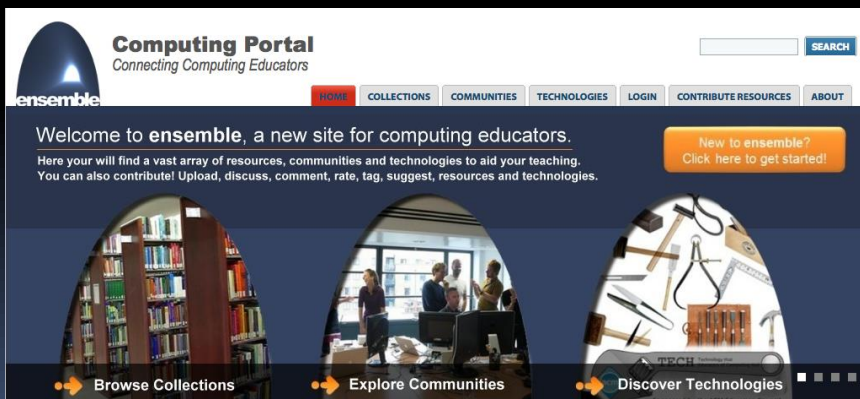 Computing Portal
Connecting Computing Educators
SEARCH
ensemble
HOME COLLECTIONS COMMUNITIES TECHNOLOGIES LOGIN CONTRIBUTE RESOURCES ABOUT
Welcome to ensemble, a new site for computing educators.
New to ensemble?
Click here to get started!
Here your will find a vast array of resources, communities and technologies to aid your teaching.
You can also contribute! Upload, discuss, comment, rate, tag, suggest, resources and technologies.
TECH
Browse Collections
Explore Communities
Discover Technologies